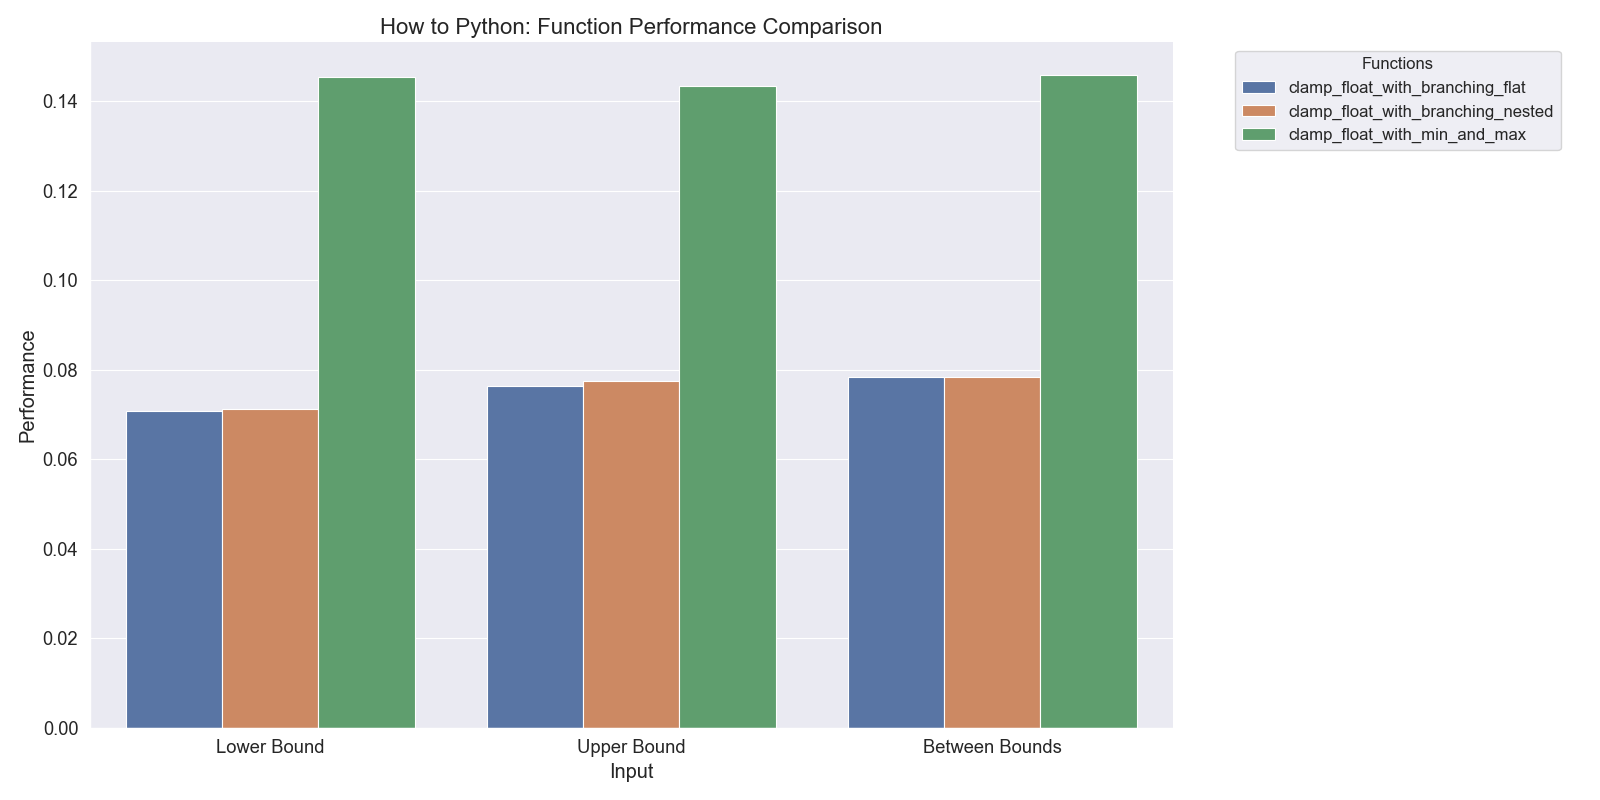 How to Python: Function Performance Comparison
Functions
clamp_float_with_branching_flat
clamp_float_with_branching_nested
clamp_float_with_min_and_max
Performance
0.14
0.12
0.10
0.08
0.06
0.04
0.02
0.00
Lower Bound
Upper Bound
Between Bounds
Input